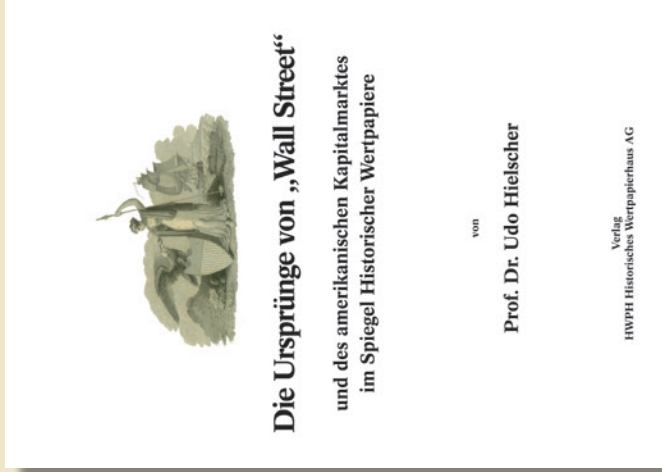 Die Ursprünge von „Wall Street“
und des amerikanischen Kapitalmarktes
im Spiegel Historischer Wertpapiere
von
Prof. Dr. Udo Hielscher
Verlag
HWPH Historisches Wertpapierhaus AG